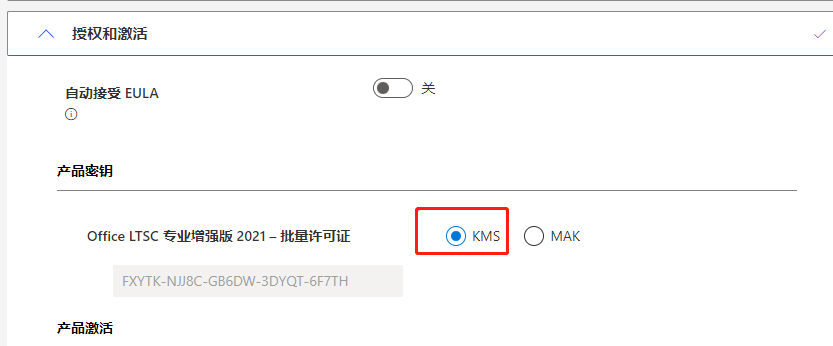 授权和激活
自动接受 EULA
关
产品密钥
Office LTSC 专业增强版 2021 – 批量许可证
KMS
MAK
FXYTK-NJJ8C-GB6DW-3DYQT-6F7TH
产品激活